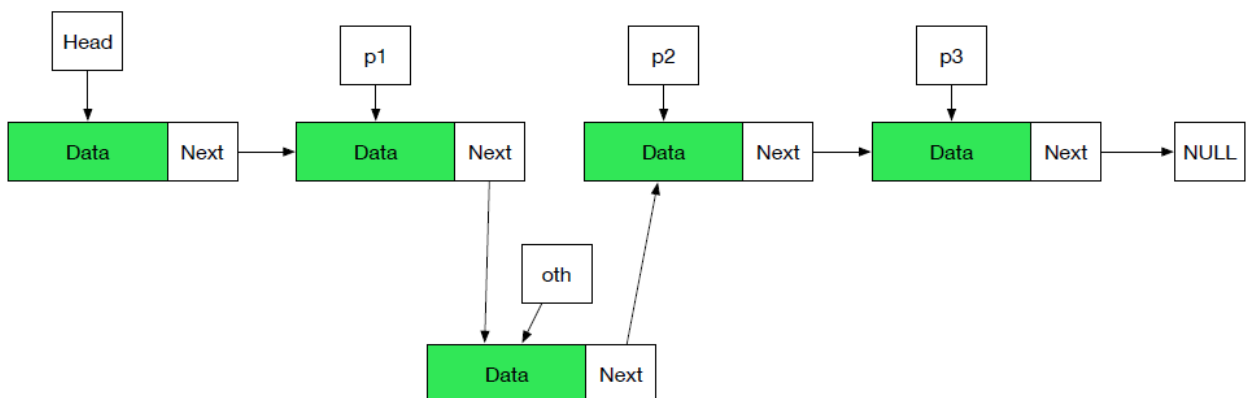 Head
p1
p2
p3
Data
Next
Data
Next
Data
Next
Data
Next
NULL
oth
Data
Next